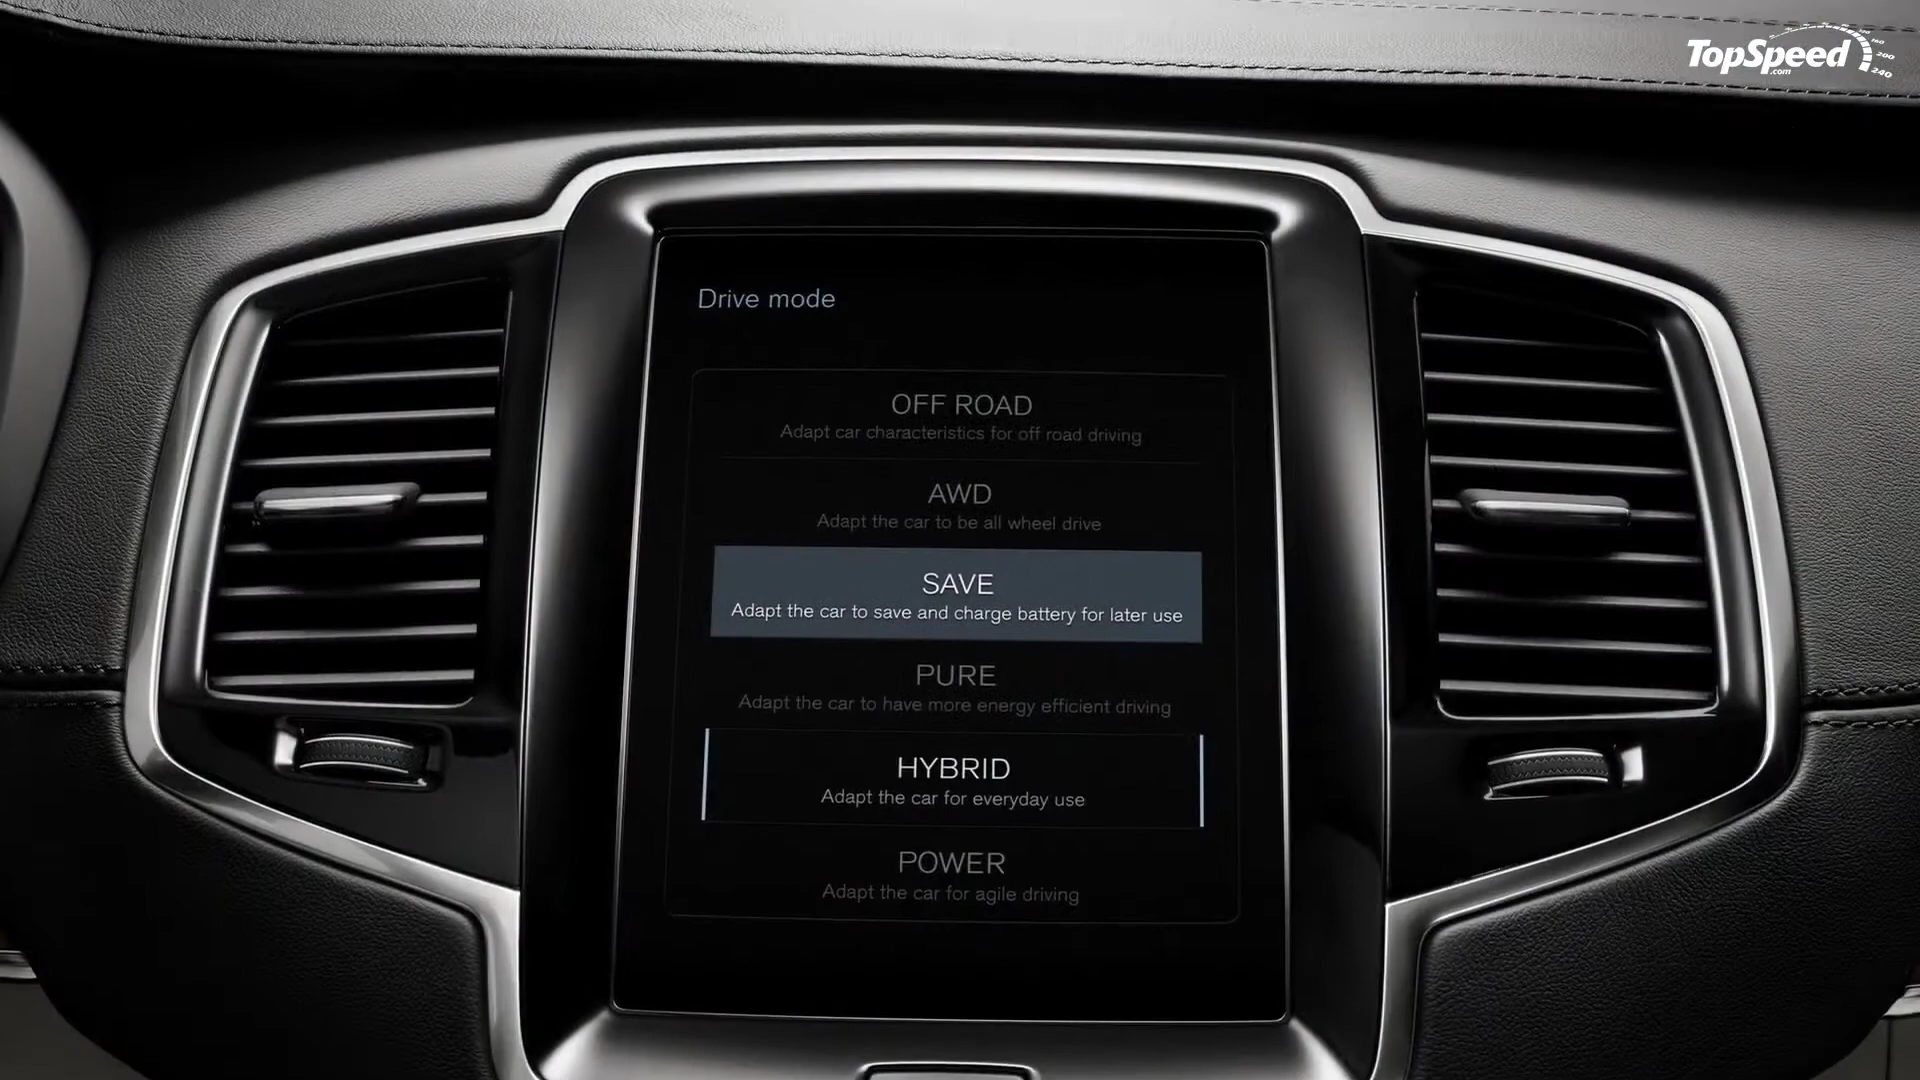 TopSpeed
.com
160
200
240
Drive mode
OFF ROAD
Adapt car characteristics for off road driving
AWD
Adapt the car to be all wheel drive
SAVE
Adapt the car to save and charge battery for later use
PURE
Adapt the car to have more energy efficient driving
HYBRID
Adapt the car for everyday use
POWER
Adapt the car for agile driving